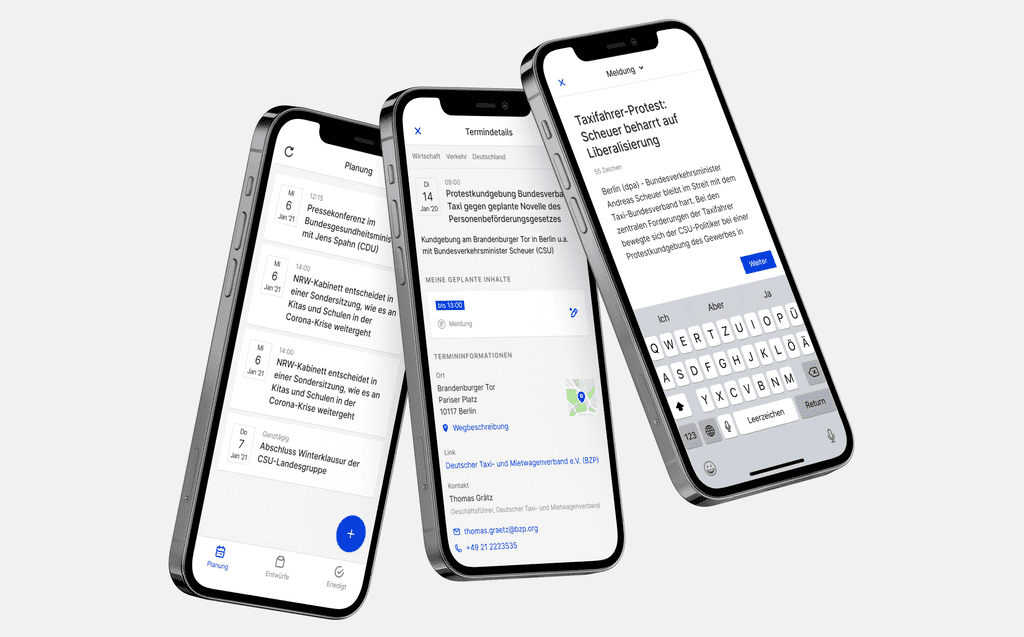 Planung
Mi
6
Jan '21
12:15
Pressekonferenz im
Bundesgesundheitsminis
mit Jens Spahn (CDU)
Mi
6
Jan '21
14:00
NRW-Kabinett entscheidet in
einer Sondersitzung, wie es an
Kitas und Schulen in der
Corona-Krise weitergeht
Mi
6
Jan '21
14:00
NRW-Kabinett entscheidet in
einer Sondersitzung, wie es an
Kitas und Schulen in der
Corona-Krise weitergeht
Do
7
Jan '21
Ganztägig
Abschluss Winterklausur der
CSU-Landesgruppe
+
Planung
Entwürfe
Erledigt
Termindetails
Wirtschaft Verkehr Deutschland
Di
14
Jan '20
09:00
Protestkundgebung Bundesverba
Taxi gegen geplante Novelle des
Personenbeförderungsgesetzes
Kundgebung am Brandenburger Tor in Berlin u.a.
mit Bundesverkehrsminister Scheuer (CSU)
MEINE GEPLANTE INHALTE
bis 13:00
Meldung
TERMININFORMATIONEN
Ort
Brandenburger Tor
Pariser Platz
10117 Berlin
Wegbeschreibung
Link
Deutscher Taxi- und Mietwagenverband e.V. (BZP)
Kontakt
Thomas Grätz
Geschäftsführer, Deutscher Taxi- und Mietwagenverband
thomas.graetz@bzp.org
+49 21 2223535
Meldung
Taxifahrer-Protest:
Scheuer beharrt auf
Liberalisierung
55 Zeichen
Berlin (dpa) - Bundesverkehrsminister
Andreas Scheuer bleibt im Streit mit dem
Taxi-Bundesverband hart. Bei den
zentralen Forderungen der Taxifahrer
bewegte sich der CSU-Politiker bei einer
Protestkundgebung des Gewerbes in
Weiter
Ich Aber Ja
Q W E R T Z U I O P Ü
A S D F G H J K L Ö Ä
Y X C V B N M
123 Leerzeichen Return